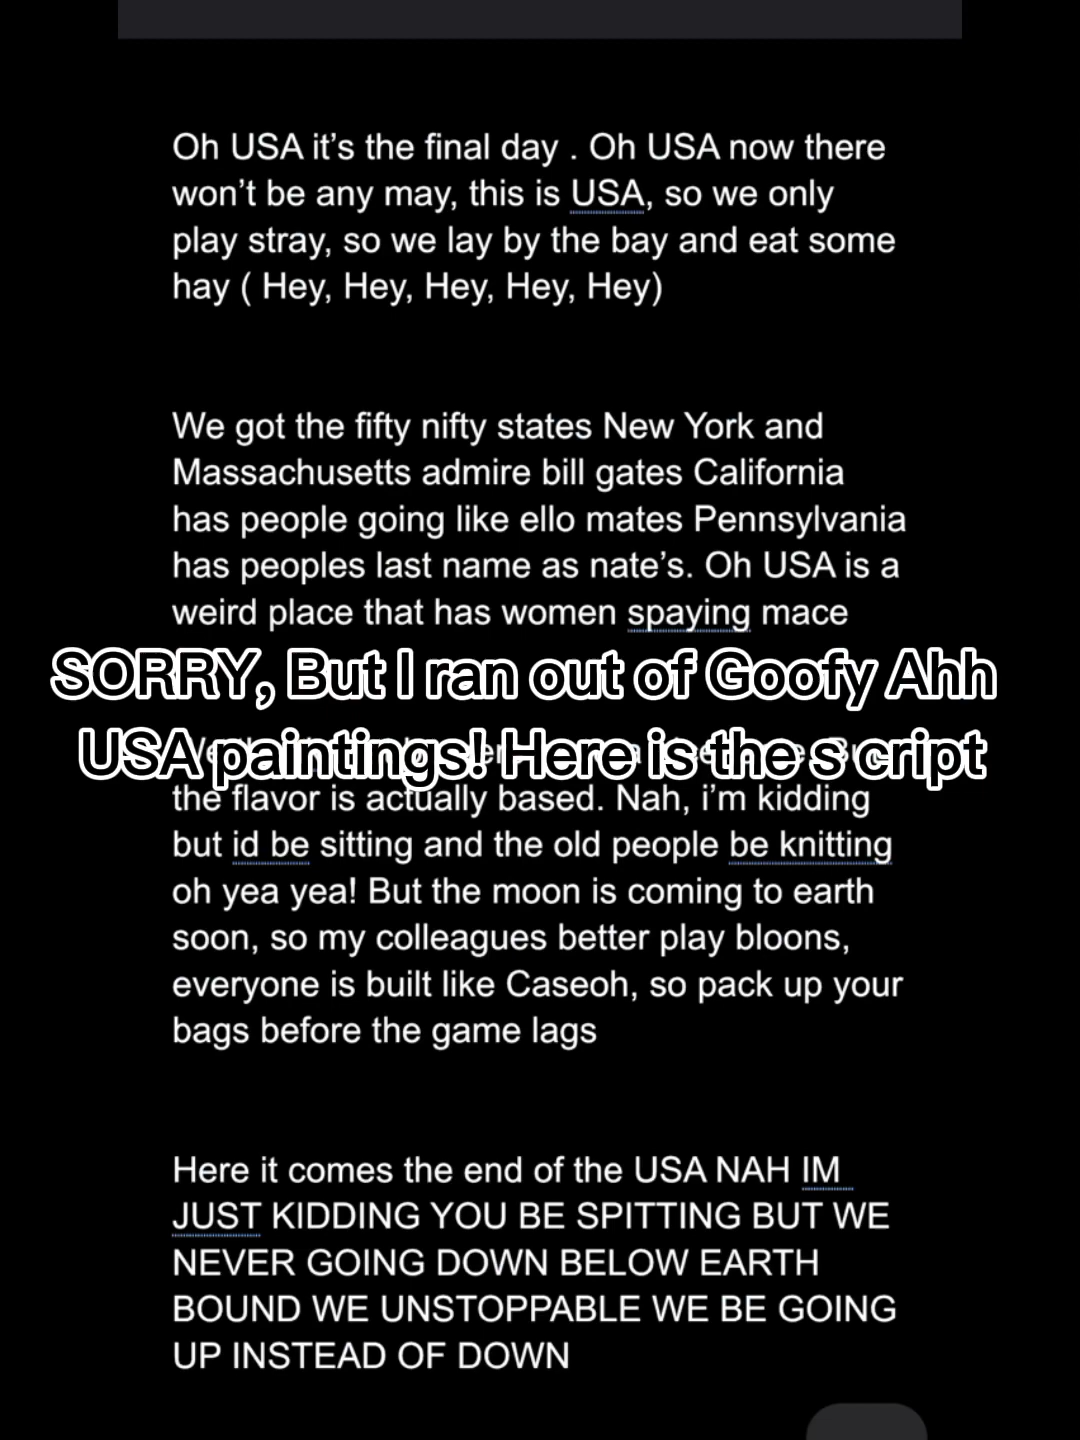 Oh USA it’s the final day . Oh USA now there
won’t be any may, this is USA, so we only
play stray, so we lay by the bay and eat some
hay ( Hey, Hey, Hey, Hey, Hey)
We got the fifty nifty states New York and
Massachusetts admire bill gates California
has people going like ello mates Pennsylvania
has peoples last name as nate’s. Oh USA is a
weird place that has women spaying mace
SORRY, But I ran out of Goofy Ahh
USA paintings! Here is the s cript
the flavor is actually based. Nah, i’m kidding
but id be sitting and the old people be knitting
oh yea yea! But the moon is coming to earth
soon, so my colleagues better play bloons,
everyone is built like Caseoh, so pack up your
bags before the game lags
Here it comes the end of the USA NAH IM
JUST KIDDING YOU BE SPITTING BUT WE
NEVER GOING DOWN BELOW EARTH
BOUND WE UNSTOPPABLE WE BE GOING
UP INSTEAD OF DOWN